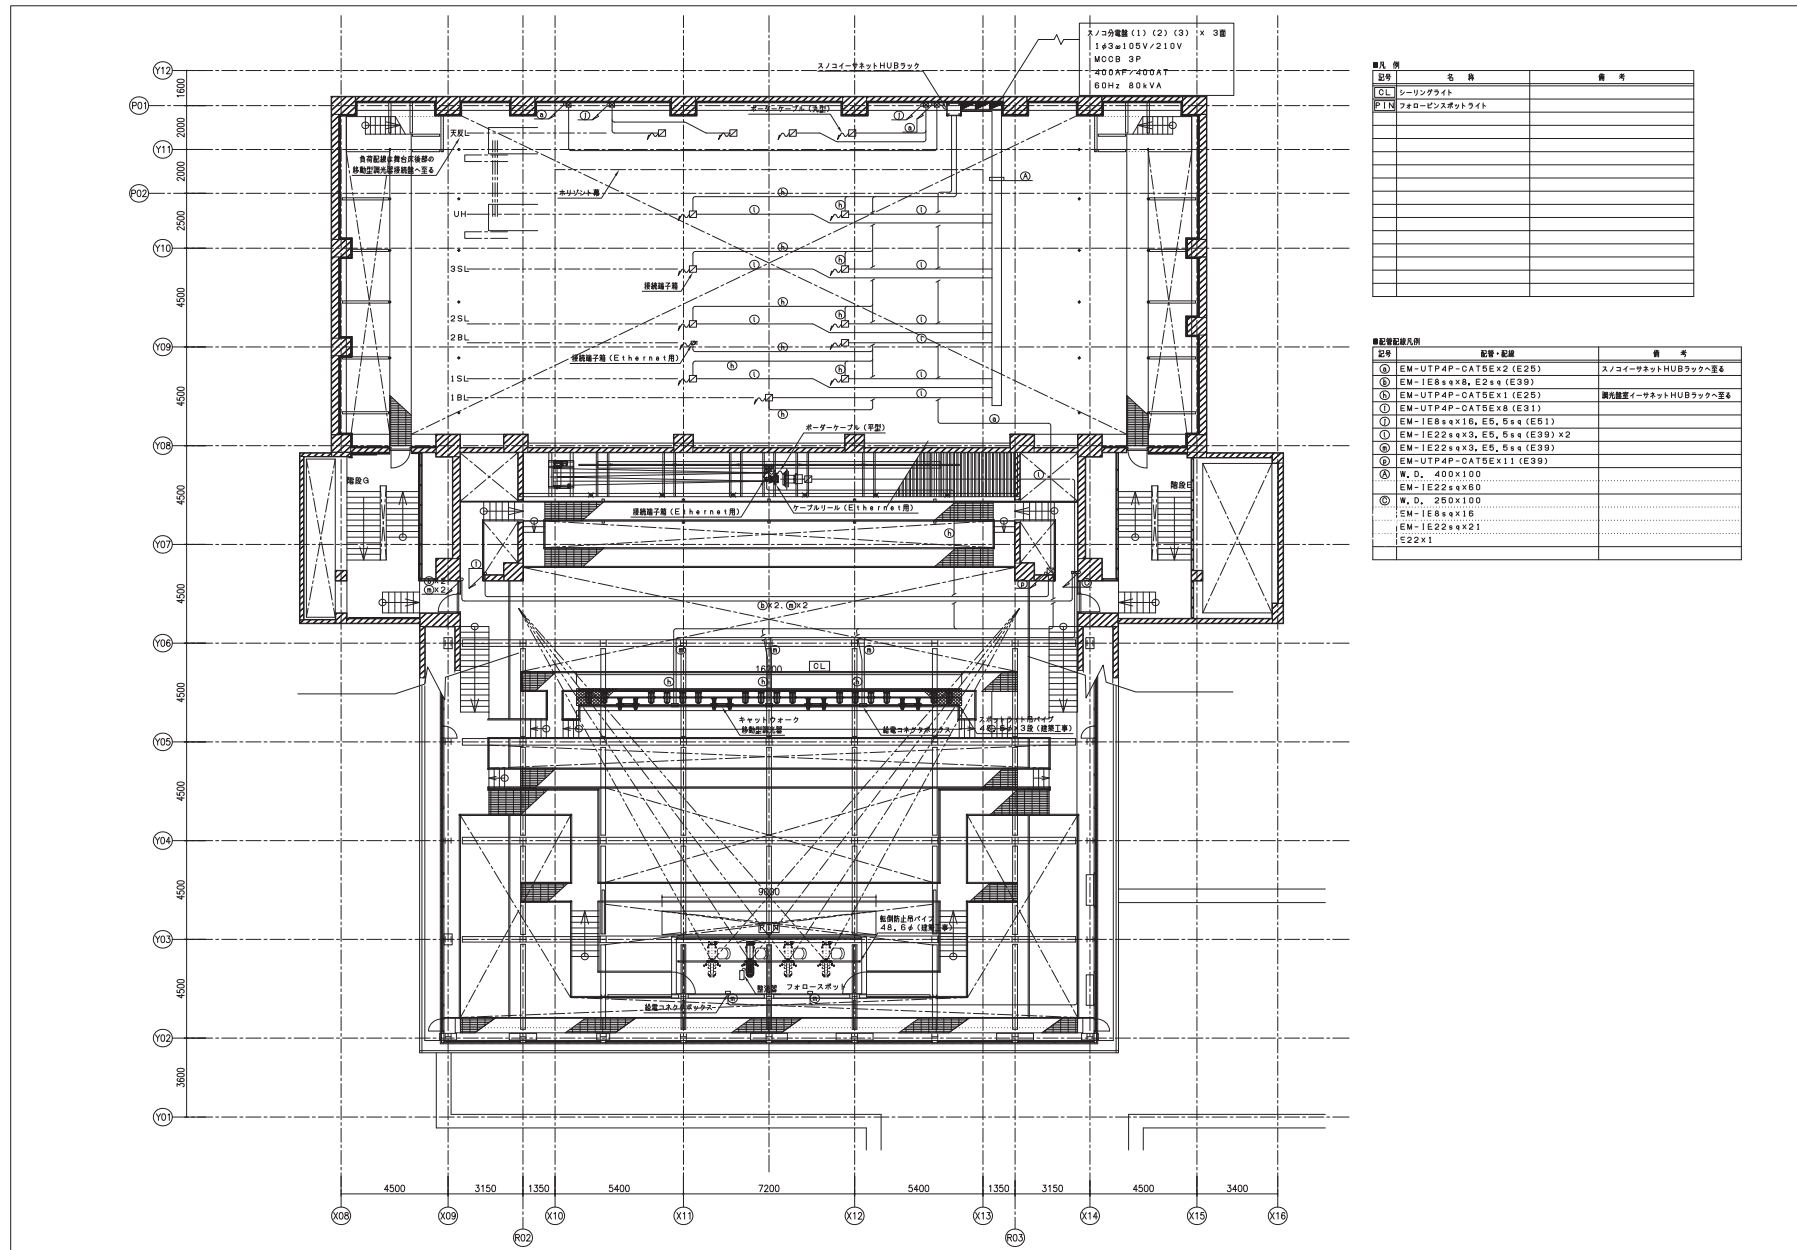 スノコ分電盤(1)(2)(3) × 3面
1φ3w105V/210V
MCCB 3P
400AF/400AT
60Hz 80kVA
スノコイーサネットHUBラック
ボーダーケーブル(丸型)
天反L
負荷配線は舞台床後部の
移動型調光器接続盤へ至る
ホリゾント幕
UH
3SL
接続端子箱
2SL
2BL
接続端子箱(Ethernet用)
1SL
1BL
ボーダーケーブル(平型)
階段G
階段E
接続端子箱(Ethernet用)
ケーブルリール(Ethernet用)
ⓑ×2, ⓜ×2
16200
CL
キャットウォーク
移動型調光器
給電コネクタボックス
9000
PIN
転倒防止吊パイプ
48.6φ(建築工事)
フォロースポット
給電コネクタボックス
Y12
P01
Y11
P02
Y10
Y09
Y08
Y07
Y06
Y05
Y04
Y03
Y02
Y01
1600
2000
2000
2500
4500
4500
4500
4500
4500
4500
4500
4500
3600
4500
3150
1350
5400
7200
5400
1350
3150
4500
3400
X08
X09
R02
X10
X11
X12
X13
R03
X14
X15
X16
■凡 例
記号 名 称 備 考
CL シーリングライト
PIN フォローピンスポットライト
■配管配線凡例
記号 配管・配線 備 考
ⓐ EM-UTP4P-CAT5E×2(E25) スノコイーサネットHUBラックへ至る
ⓑ EM-IE8sq×8, E2sq(E39)
ⓗ EM-UTP4P-CAT5E×1(E25) 調光盤室イーサネットHUBラックへ至る
ⓘ EM-UTP4P-CAT5E×8(E31)
ⓙ EM-IE8sq×16, E5.5sq(E51)
ⓛ EM-IE22sq×3, E5.5sq(E39)×2
ⓜ EM-IE22sq×3, E5.5sq(E39)
ⓟ EM-UTP4P-CAT5E×11(E39)
Ⓐ W.D. 400×100
EM-IE22sq×60
Ⓒ W.D. 250×100
EM-IE8sq×16
EM-IE22sq×21
E22×1